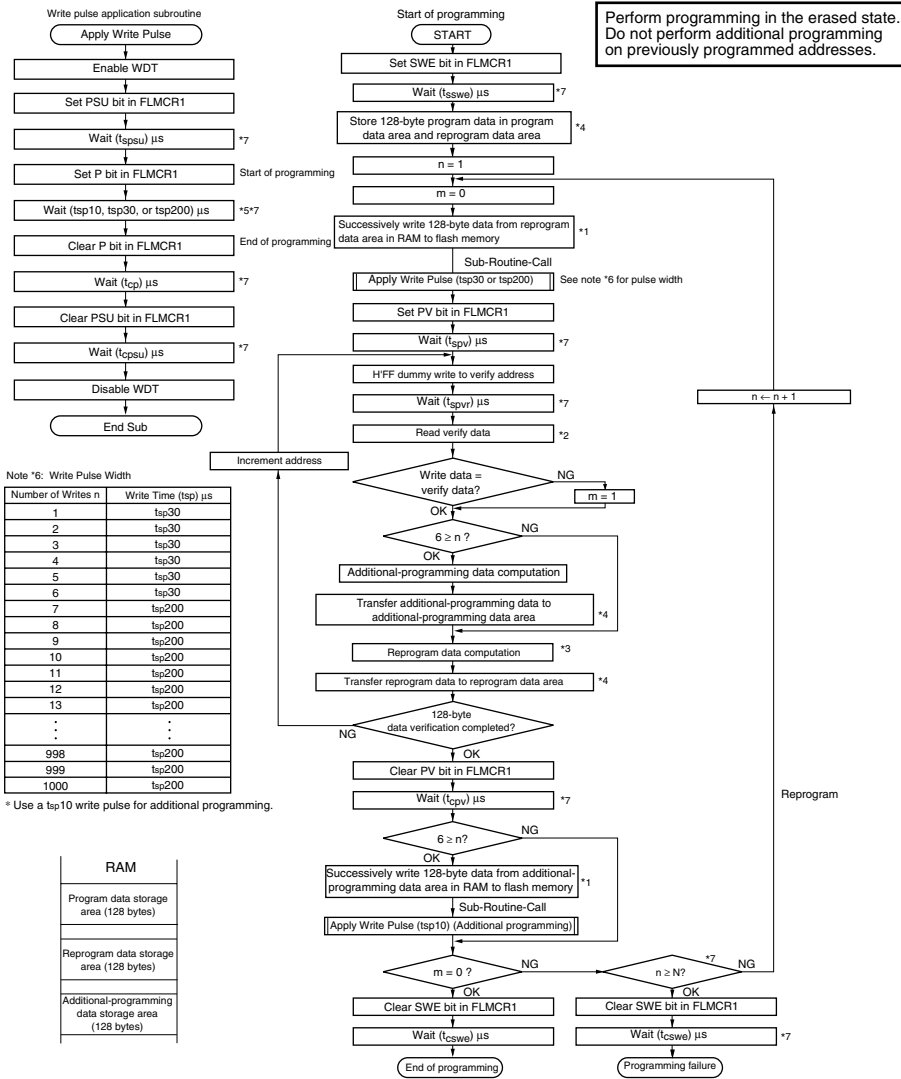 Write pulse application subroutine
Apply Write Pulse
Enable WDT
Set PSU bit in FLMCR1
Wait (tspsu) μs
*7
Set P bit in FLMCR1
Start of programming
Wait (tsp10, tsp30, or tsp200) μs
*5*7
Clear P bit in FLMCR1
End of programming
Wait (tcp) μs
*7
Clear PSU bit in FLMCR1
Wait (tcpsu) μs
*7
Disable WDT
End Sub
Note *6: Write Pulse Width
Number of Writes n
Write Time (tsp) μs
1
tsp30
2
tsp30
3
tsp30
4
tsp30
5
tsp30
6
tsp30
7
tsp200
8
tsp200
9
tsp200
10
tsp200
11
tsp200
12
tsp200
13
tsp200
998
tsp200
999
tsp200
1000
tsp200
* Use a tsp10 write pulse for additional programming.
RAM
Program data storage
area (128 bytes)
Reprogram data storage
area (128 bytes)
Additional-programming
data storage area
(128 bytes)
Start of programming
START
Set SWE bit in FLMCR1
Wait (tsswe) μs
*7
Store 128-byte program data in program
data area and reprogram data area
*4
n = 1
m = 0
Successively write 128-byte data from reprogram
data area in RAM to flash memory
*1
Sub-Routine-Call
Apply Write Pulse (tsp30 or tsp200)
See note *6 for pulse width
Set PV bit in FLMCR1
Wait (tspv) μs
*7
H'FF dummy write to verify address
Wait (tspvr) μs
*7
Read verify data
*2
Increment address
Write data =
verify data?
NG
m = 1
OK
6 ≥ n ?
NG
OK
Additional-programming data computation
Transfer additional-programming data to
additional-programming data area
*4
Reprogram data computation
*3
Transfer reprogram data to reprogram data area
*4
128-byte
data verification completed?
NG
OK
Clear PV bit in FLMCR1
Wait (tcpv) μs
*7
6 ≥ n?
NG
OK
Successively write 128-byte data from additional-
programming data area in RAM to flash memory
*1
Sub-Routine-Call
Apply Write Pulse (tsp10) (Additional programming)
m = 0 ?
NG
OK
Clear SWE bit in FLMCR1
Wait (tcswe) μs
End of programming
n ≥ N?
*7
NG
OK
Clear SWE bit in FLMCR1
Wait (tcswe) μs
*7
Programming failure
n ← n + 1
Reprogram
Perform programming in the erased state.
Do not perform additional programming
on previously programmed addresses.